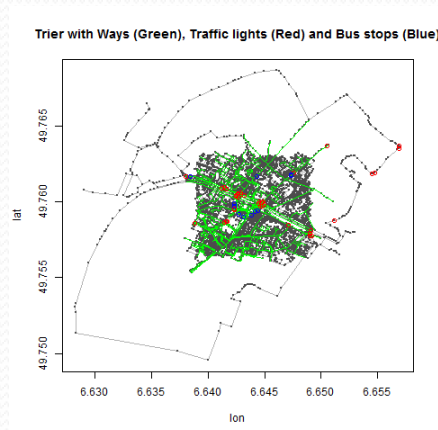 Trier with Ways (Green), Traffic lights (Red) and Bus stops (Blue)
49.765
49.760
49.755
49.750
lat
6.630 6.635 6.640 6.645 6.650 6.655
lon